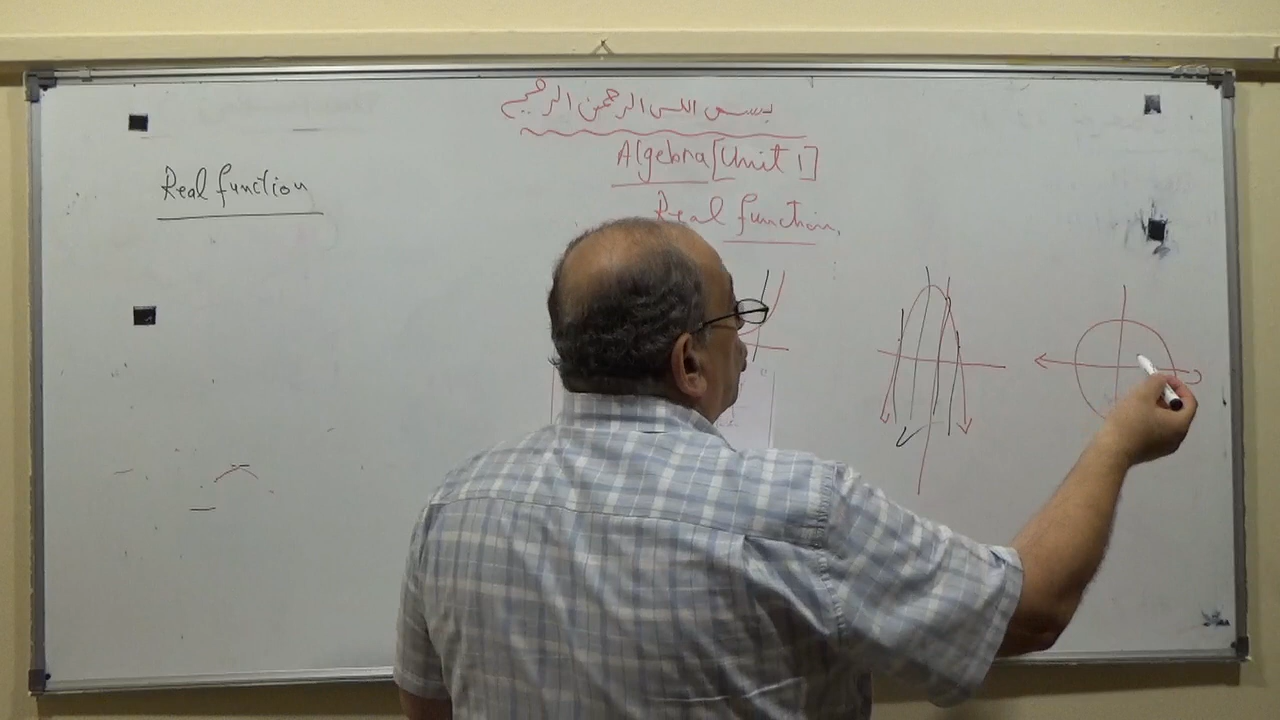 بسم الله الرحمن الرحيم
Algebra [Unit 1]
Real function
Real function